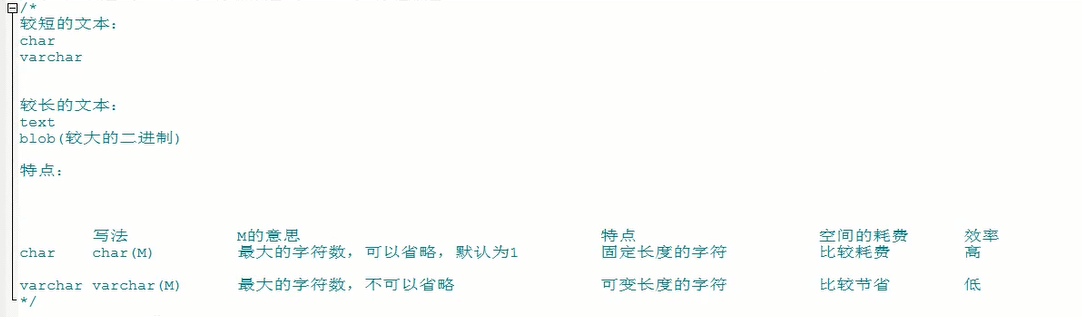 /*
较短的文本：
char
varchar
较长的文本：
text
blob(较大的二进制)
特点：
写法 M的意思 特点 空间的耗费 效率
char char(M) 最大的字符数，可以省略，默认为1 固定长度的字符 比较耗费 高
varchar varchar(M) 最大的字符数，不可以省略 可变长度的字符 比较节省 低
*/